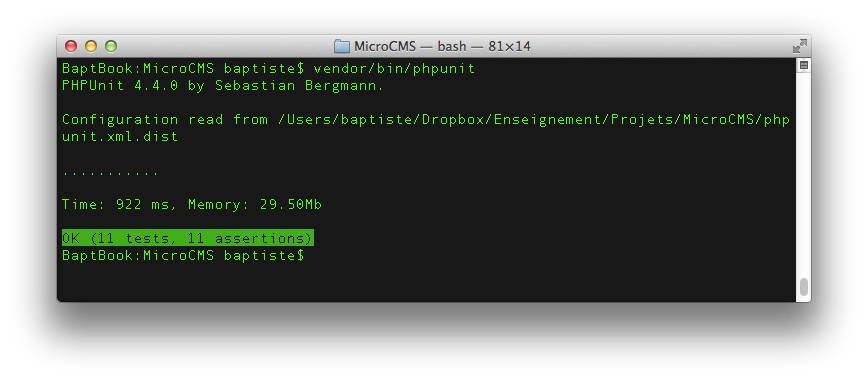 MicroCMS — bash — 81×14
BaptBook:MicroCMS baptiste$ vendor/bin/phpunit
PHPUnit 4.4.0 by Sebastian Bergmann.
Configuration read from /Users/baptiste/Dropbox/Enseignement/Projets/MicroCMS/php
unit.xml.dist
...........
Time: 922 ms, Memory: 29.50Mb
OK (11 tests, 11 assertions)
BaptBook:MicroCMS baptiste$